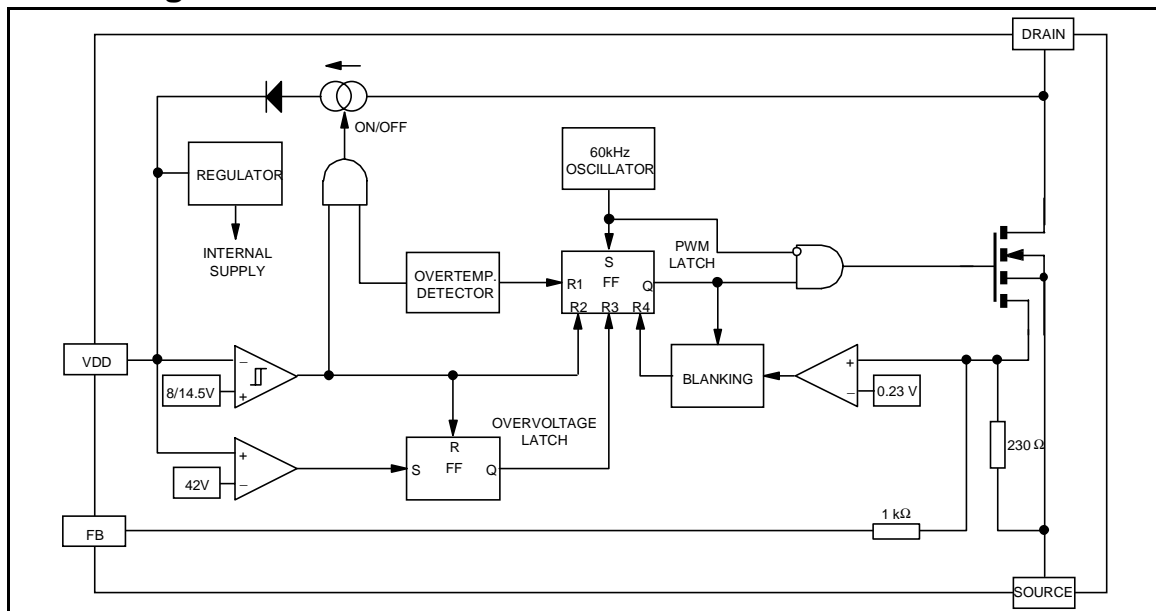 DRAIN
ON/OFF
60kHz
OSCILLATOR
REGULATOR
INTERNAL
SUPPLY
PWM
LATCH
S
OVERTEMP.
DETECTOR
R1 FF Q
R2 R3 R4
VDD
8/14.5V
−
+
BLANKING
+
−
0.23 V
OVERVOLTAGE
LATCH
R
S FF Q
230 Ω
+
−
42V
1 kΩ
FB
SOURCE